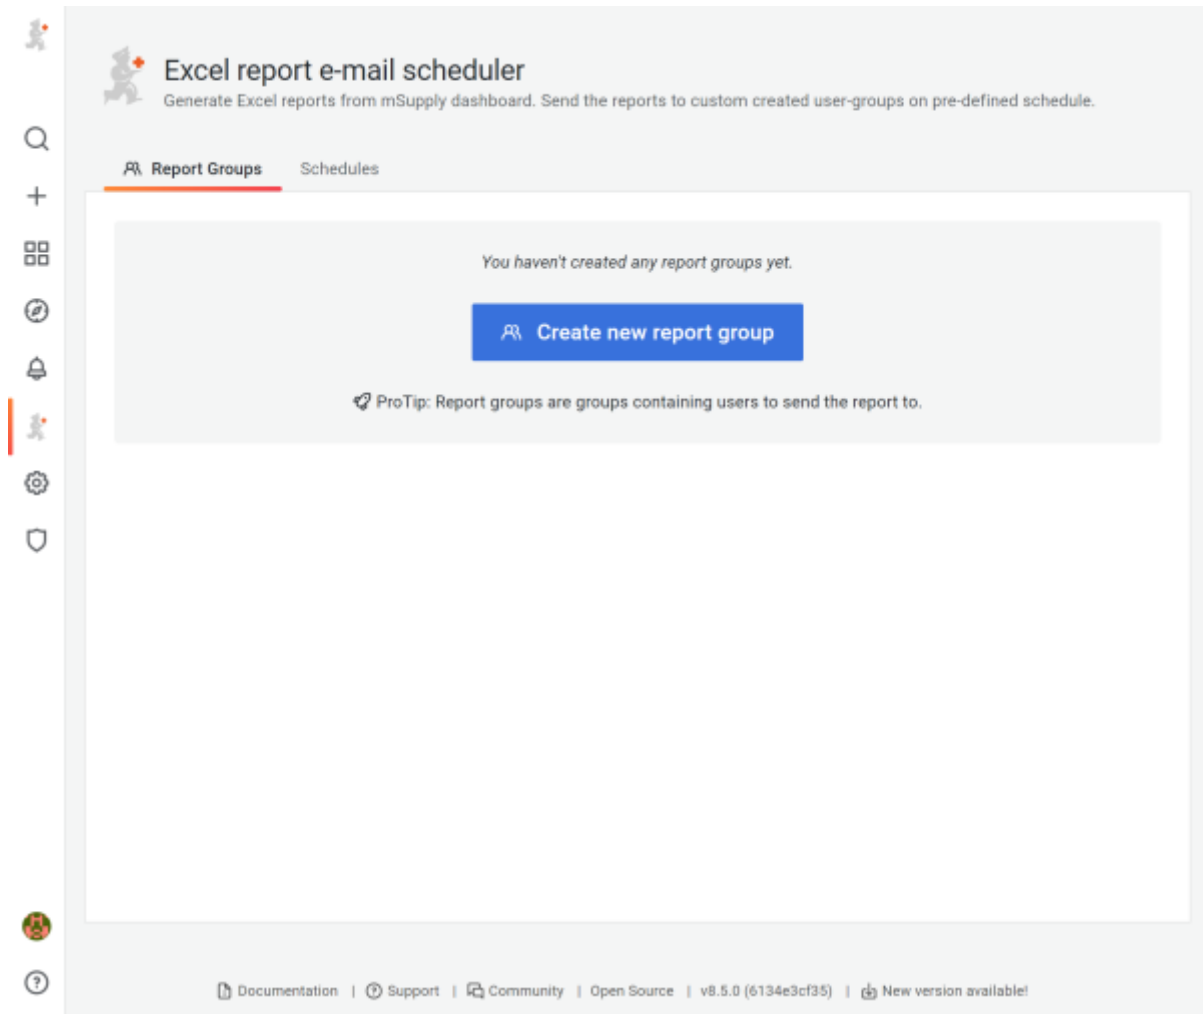 Excel report e-mail scheduler
Generate Excel reports from mSupply dashboard. Send the reports to custom created user-groups on pre-defined schedule.
Report Groups Schedules
You haven't created any report groups yet.
Create new report group
ProTip: Report groups are groups containing users to send the report to.
Documentation | Support | Community | Open Source | v8.5.0 (6134e3cf35) | New version available!